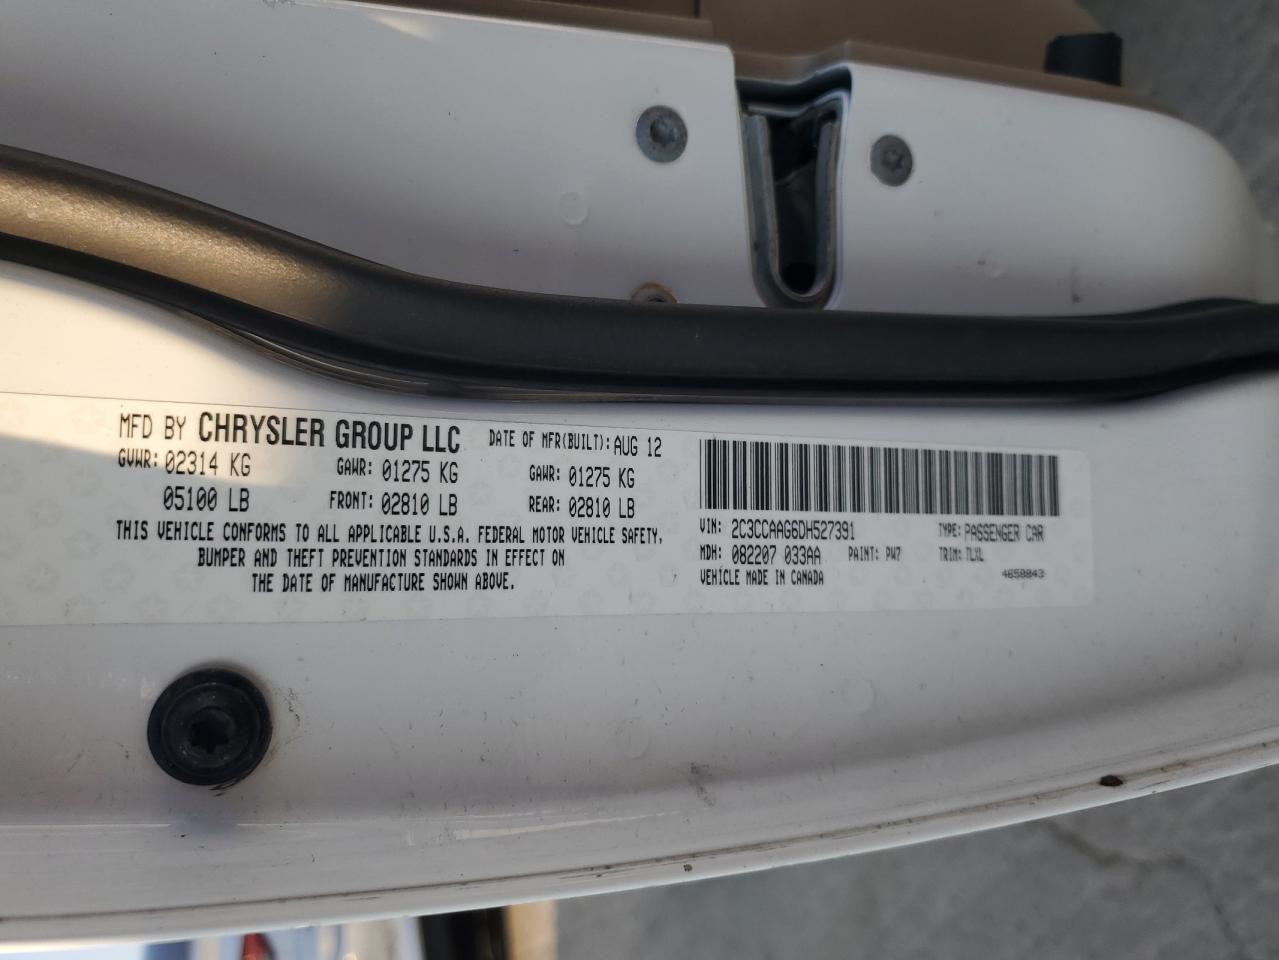 MFD BY CHRYSLER GROUP LLC DATE OF MFR(BUILT): AUG 12
GVWR: 02314 KG GAWR: 01275 KG GAWR: 01275 KG
05100 LB FRONT: 02810 LB REAR: 02810 LB
THIS VEHICLE CONFORMS TO ALL APPLICABLE U.S.A. FEDERAL MOTOR VEHICLE SAFETY,
BUMPER AND THEFT PREVENTION STANDARDS IN EFFECT ON
THE DATE OF MANUFACTURE SHOWN ABOVE.
VIN: 2C3CCAAG6DH527391 TYPE: PASSENGER CAR
MDH: 082207 033AA PAINT: PW7 TRIM: TLXL
VEHICLE MADE IN CANADA 4658843